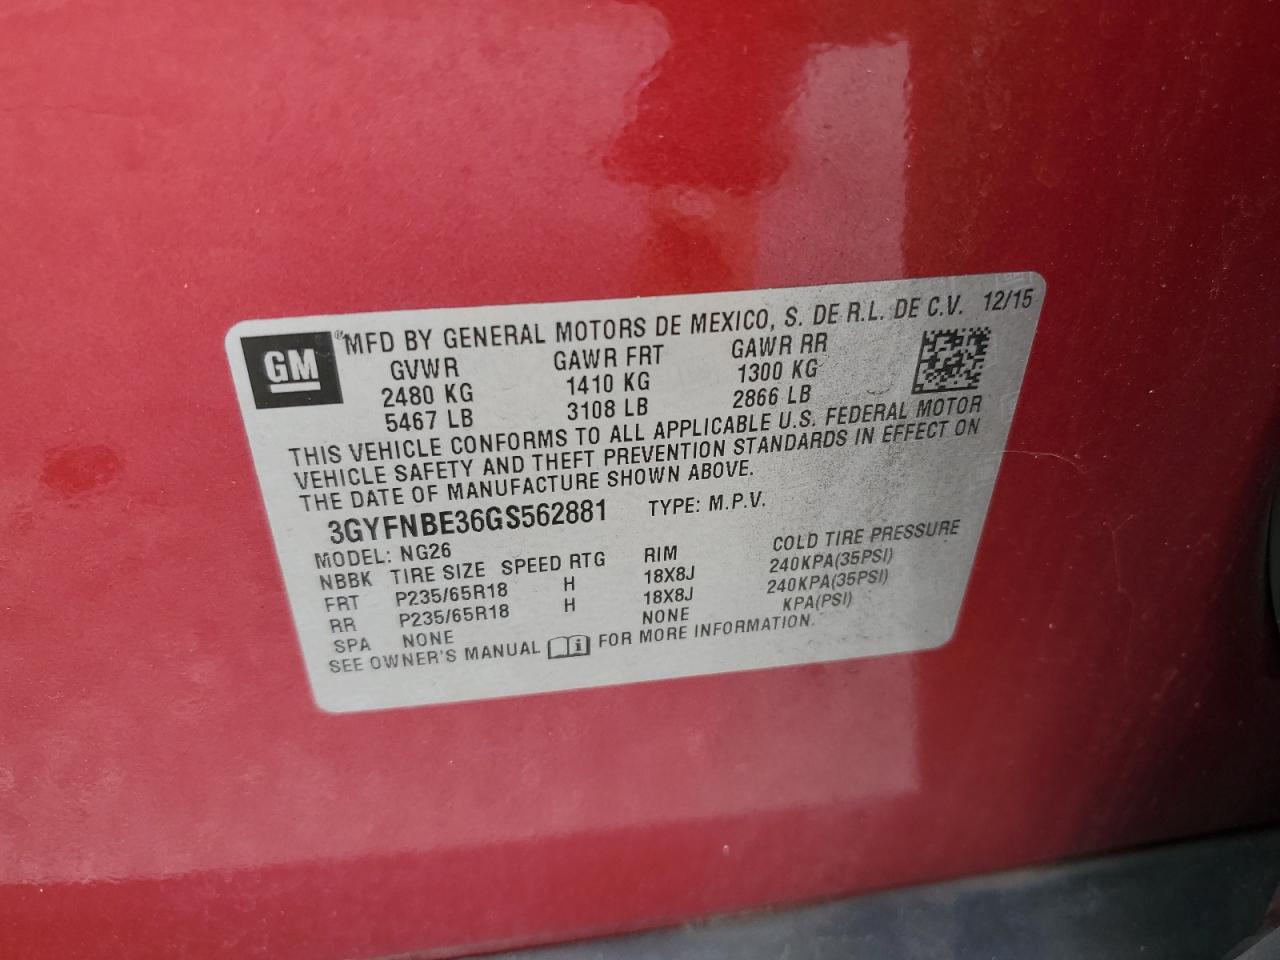 GM ® MFD BY GENERAL MOTORS DE MEXICO, S. DE R.L. DE C.V. 12/15
GVWR GAWR FRT GAWR RR
2480 KG 1410 KG 1300 KG
5467 LB 3108 LB 2866 LB
THIS VEHICLE CONFORMS TO ALL APPLICABLE U.S. FEDERAL MOTOR
VEHICLE SAFETY AND THEFT PREVENTION STANDARDS IN EFFECT ON
THE DATE OF MANUFACTURE SHOWN ABOVE.
3GYFNBE36GS562881 TYPE: M.P.V.
MODEL: NG26
NBBK TIRE SIZE SPEED RTG RIM COLD TIRE PRESSURE
FRT P235/65R18 H 18X8J 240KPA(35PSI)
RR P235/65R18 H 18X8J 240KPA(35PSI)
SPA NONE NONE KPA(PSI)
SEE OWNER'S MANUAL i FOR MORE INFORMATION.